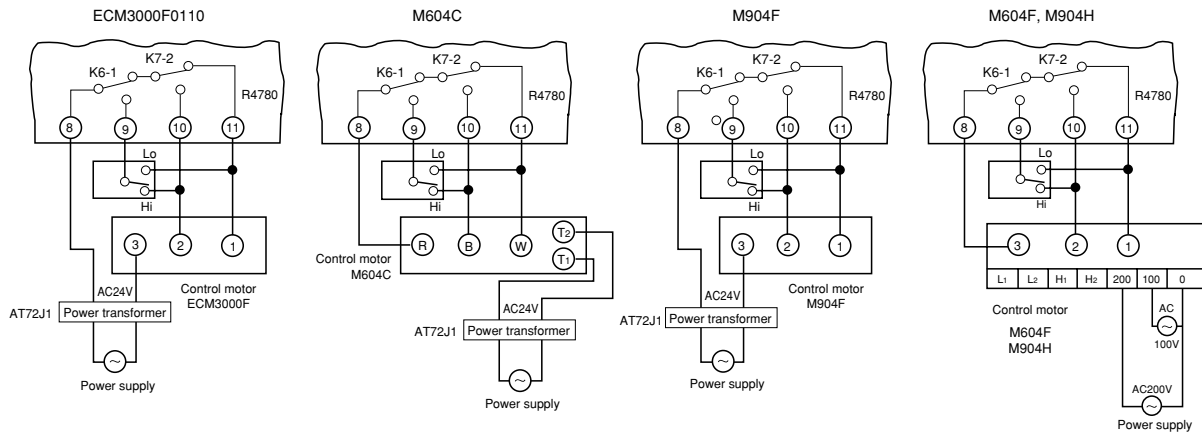 ECM3000F0110
K6-1
K7-2
R4780
8
9
10
11
Lo
Hi
3
2
1
Control motor
ECM3000F
AC24V
AT72J1
Power transformer
~
Power supply
M604C
K6-1
K7-2
R4780
8
9
10
11
Lo
Hi
R
B
W
T2
T1
Control motor
M604C
AC24V
AT72J1
Power transformer
~
Power supply
M904F
K6-1
K7-2
R4780
8
9
10
11
Lo
Hi
3
2
1
Control motor
M904F
AC24V
AT72J1
Power transformer
~
Power supply
M604F, M904H
K6-1
K7-2
R4780
8
9
10
11
Lo
Hi
3
2
1
L1 L2 H1 H2 200 100 0
Control motor
M604F
M904H
AC
~
100V
AC200V
~
Power supply